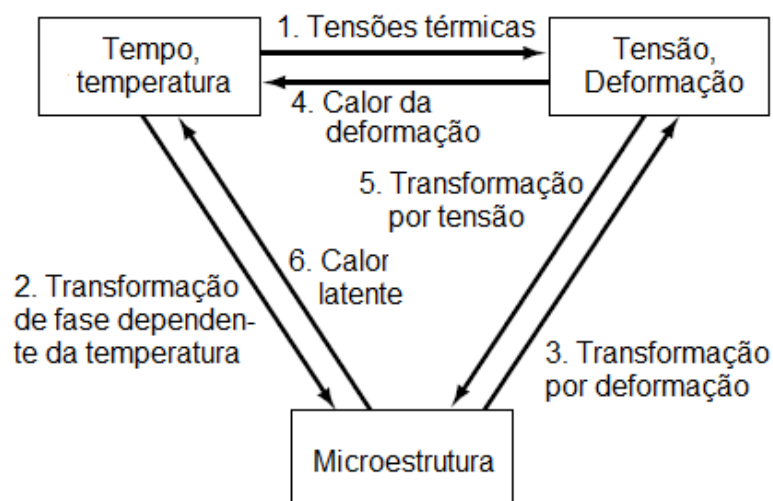 Tempo,
temperatura
1. Tensões térmicas
Tensão,
Deformação
4. Calor da
deformação
5. Transformação
por tensão
6. Calor
latente
2. Transformação
de fase dependen-
te da temperatura
3. Transformação
por deformação
Microestrutura